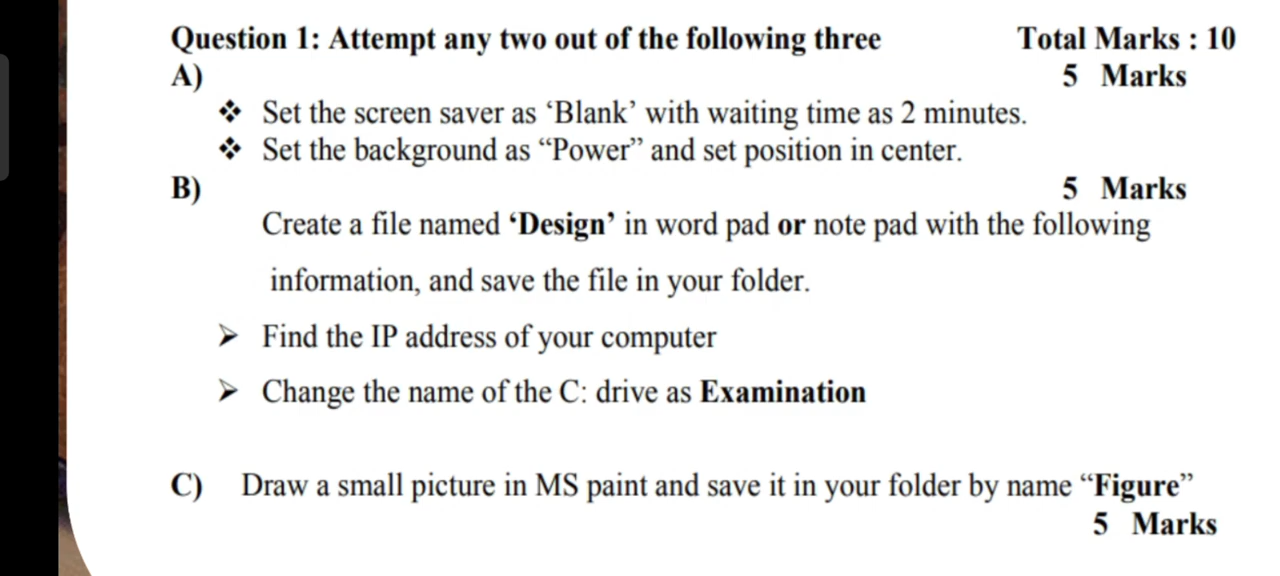 Question 1: Attempt any two out of the following three Total Marks : 10
A) 5 Marks
❖ Set the screen saver as ‘Blank’ with waiting time as 2 minutes.
❖ Set the background as “Power” and set position in center.
B) 5 Marks
Create a file named ‘Design’ in word pad or note pad with the following
information, and save the file in your folder.
➢ Find the IP address of your computer
➢ Change the name of the C: drive as Examination
C) Draw a small picture in MS paint and save it in your folder by name “Figure”
5 Marks